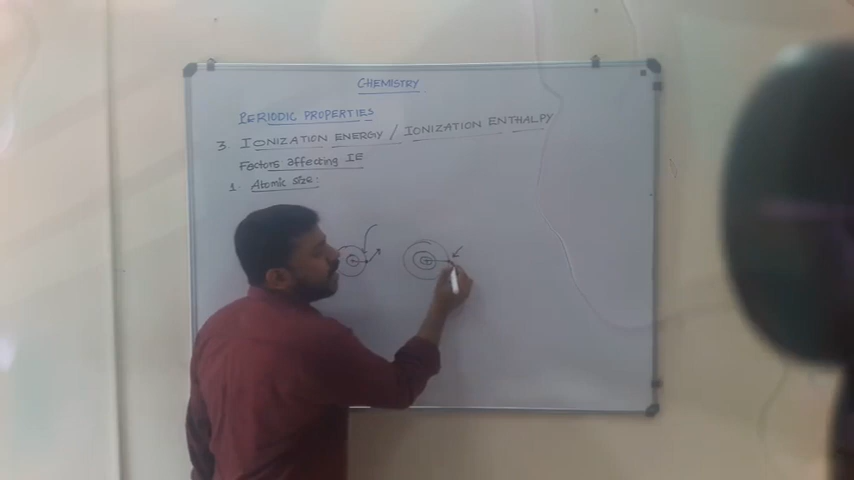 CHEMISTRY
PERIODIC PROPERTIES
3. IONIZATION ENERGY / IONIZATION ENTHALPY
Factors affecting IE
1. Atomic size: